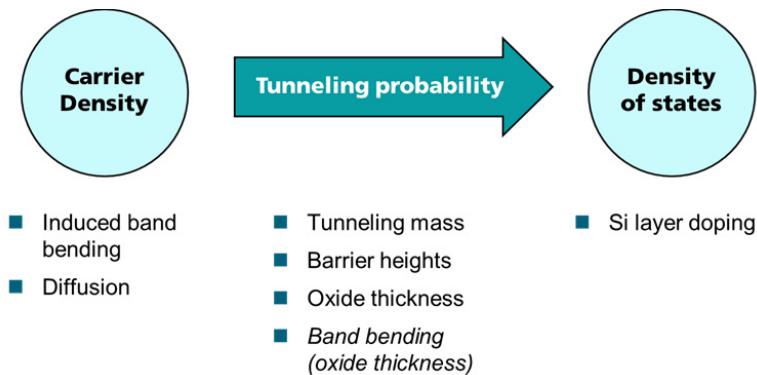 Carrier
Density
Tunneling probability
Density
of states
Induced band
bending
Diffusion
Tunneling mass
Barrier heights
Oxide thickness
Band bending
(oxide thickness)
Si layer doping